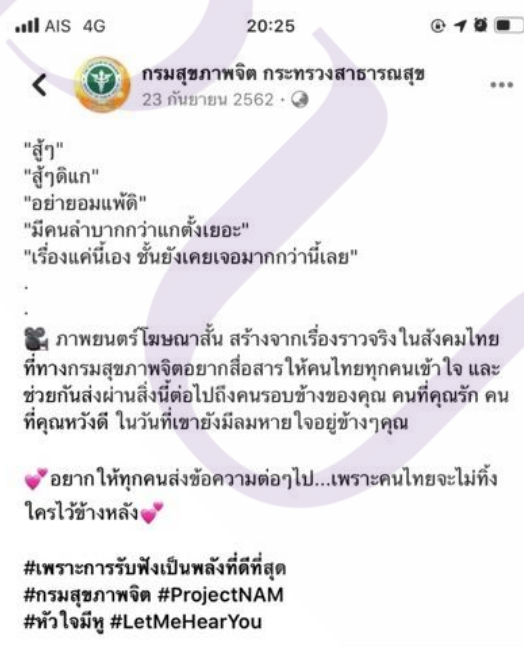 AIS 4G 20:25
กรมสุขภาพจิต กระทรวงสาธารณสุข
23 กันยายน 2562 ·
"สู้ๆ"
"สู้ๆดิแก"
"อย่ายอมแพ้ดิ"
"มีคนลำบากกว่าแกตั้งเยอะ"
"เรื่องแค่นี้เอง ชั้นยังเคยเจอมากกว่านี้เลย"
.
.
🎥 ภาพยนตร์โฆษณาสั้น สร้างจากเรื่องราวจริงในสังคมไทย
ที่ทางกรมสุขภาพจิตอยากสื่อสารให้คนไทยทุกคนเข้าใจ และ
ช่วยกันส่งผ่านสิ่งนี้ต่อไปถึงคนรอบข้างของคุณ คนที่คุณรัก คน
ที่คุณหวังดี ในวันที่เขายังมีลมหายใจอยู่ข้างๆคุณ
💕อยากให้ทุกคนส่งข้อความต่อๆไป...เพราะคนไทยจะไม่ทิ้ง
ใครไว้ข้างหลัง💕
#เพราะการรับฟังเป็นพลังที่ดีที่สุด
#กรมสุขภาพจิต #ProjectNAM
#หัวใจมีหู #LetMeHearYou